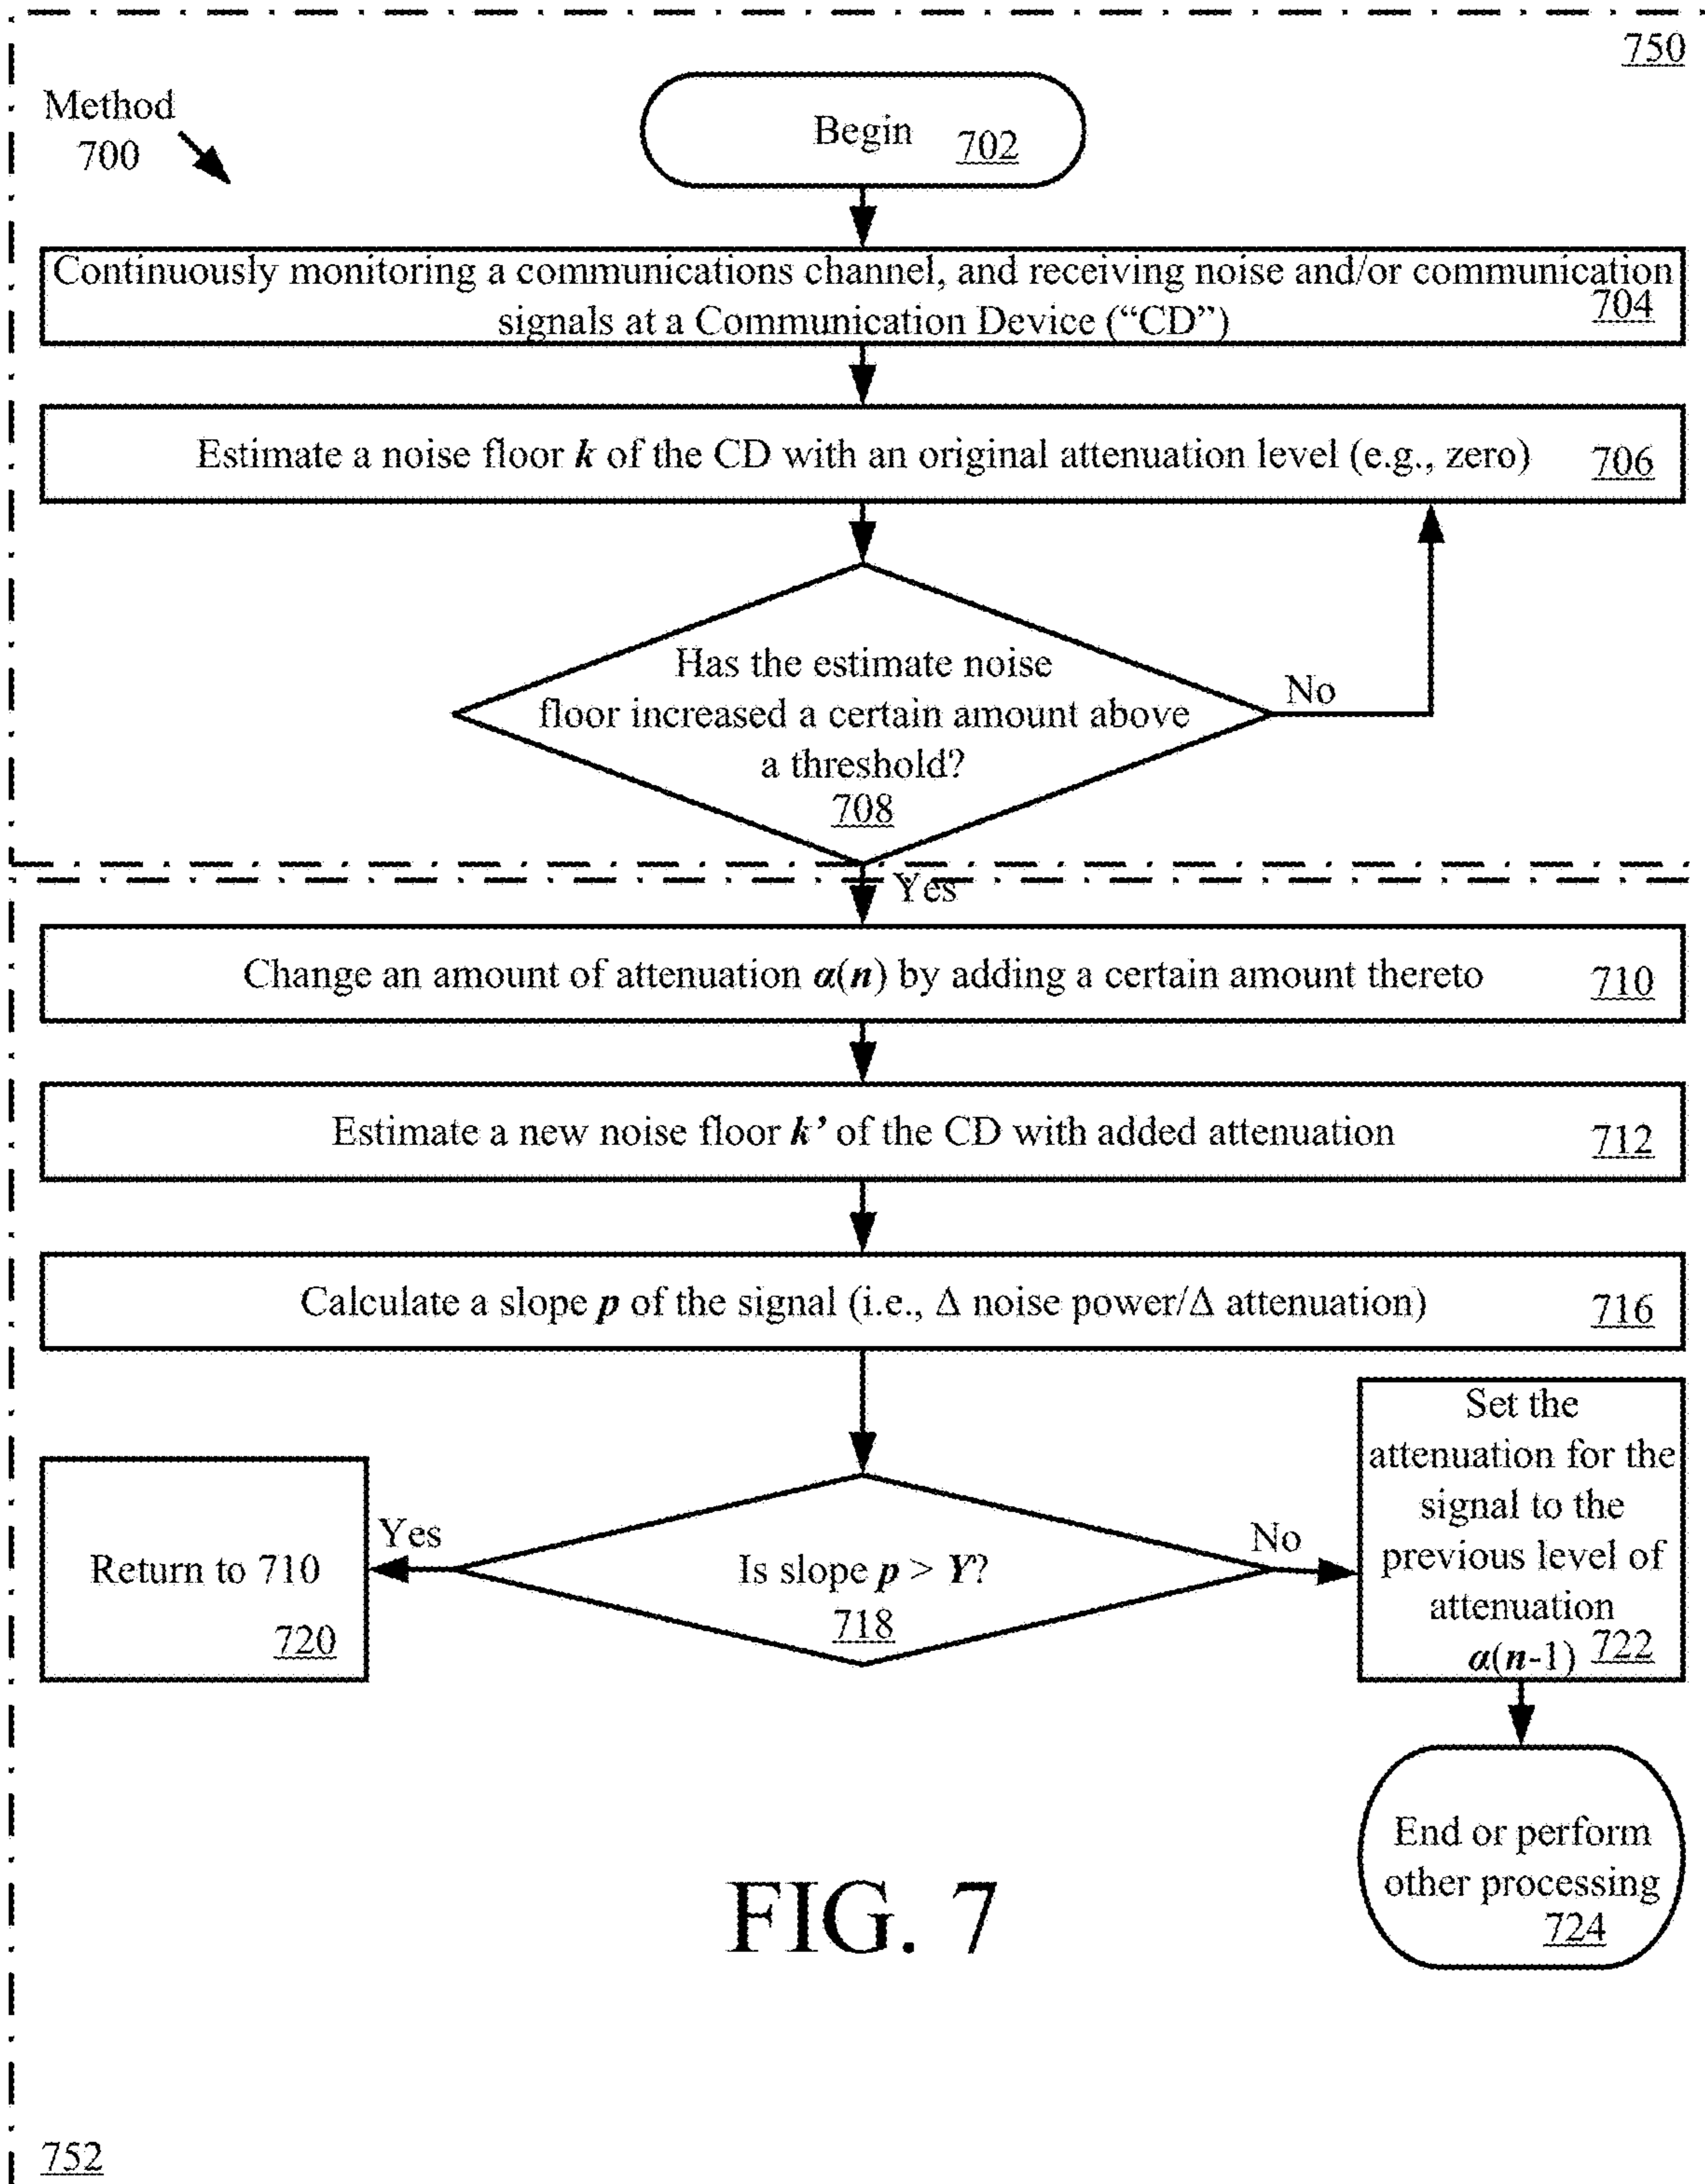 750
Method
700
Begin 702
Continuously monitoring a communications channel, and receiving noise and/or communication
signals at a Communication Device (“CD”) 704
Estimate a noise floor k of the CD with an original attenuation level (e.g., zero) 706
Has the estimate noise
floor increased a certain amount above
a threshold?
708
No
Yes
Change an amount of attenuation α(n) by adding a certain amount thereto 710
Estimate a new noise floor k’ of the CD with added attenuation 712
Calculate a slope p of the signal (i.e., Δ noise power/Δ attenuation) 716
Is slope p > Y?
718
Yes
Return to 710
720
No
Set the
attenuation for the
signal to the
previous level of
attenuation
α(n-1) 722
End or perform
other processing
724
FIG. 7
752